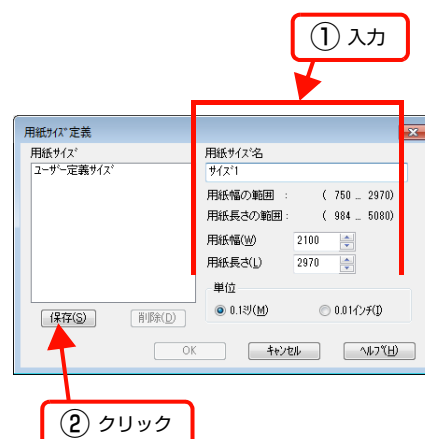 ① 入力
用紙ｻｲｽﾞ定義
用紙ｻｲｽﾞ
ﾕｰｻﾞｰ定義ｻｲｽﾞ
用紙ｻｲｽﾞ名
ｻｲｽﾞ1
用紙幅の範囲 : ( 750 _ 2970)
用紙長さの範囲 : ( 984 _ 5080)
用紙幅(W) 2100
用紙長さ(L) 2970
単位
0.1ﾐﾘ(M) 0.01ｲﾝﾁ(I)
保存(S) 削除(D)
OK ｷｬﾝｾﾙ ﾍﾙﾌﾟ(H)
② クリック